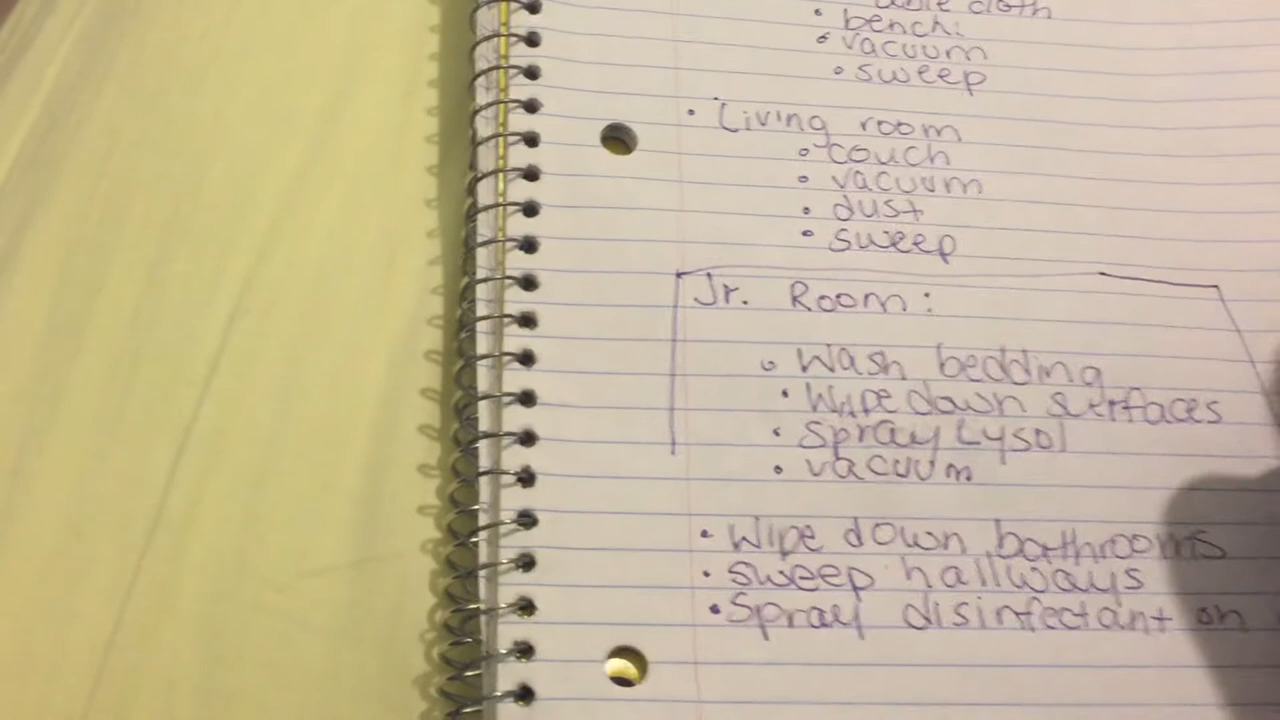 cloth
• bench:
• vacuum
• sweep
• Living room
• couch
• vacuum
• dust
• sweep
Jr. Room:
• Wash bedding
• Wipe down surfaces
• Spray Lysol
• vacuum
• Wipe down bathrooms
• sweep hallways
• Spray disinfectant on